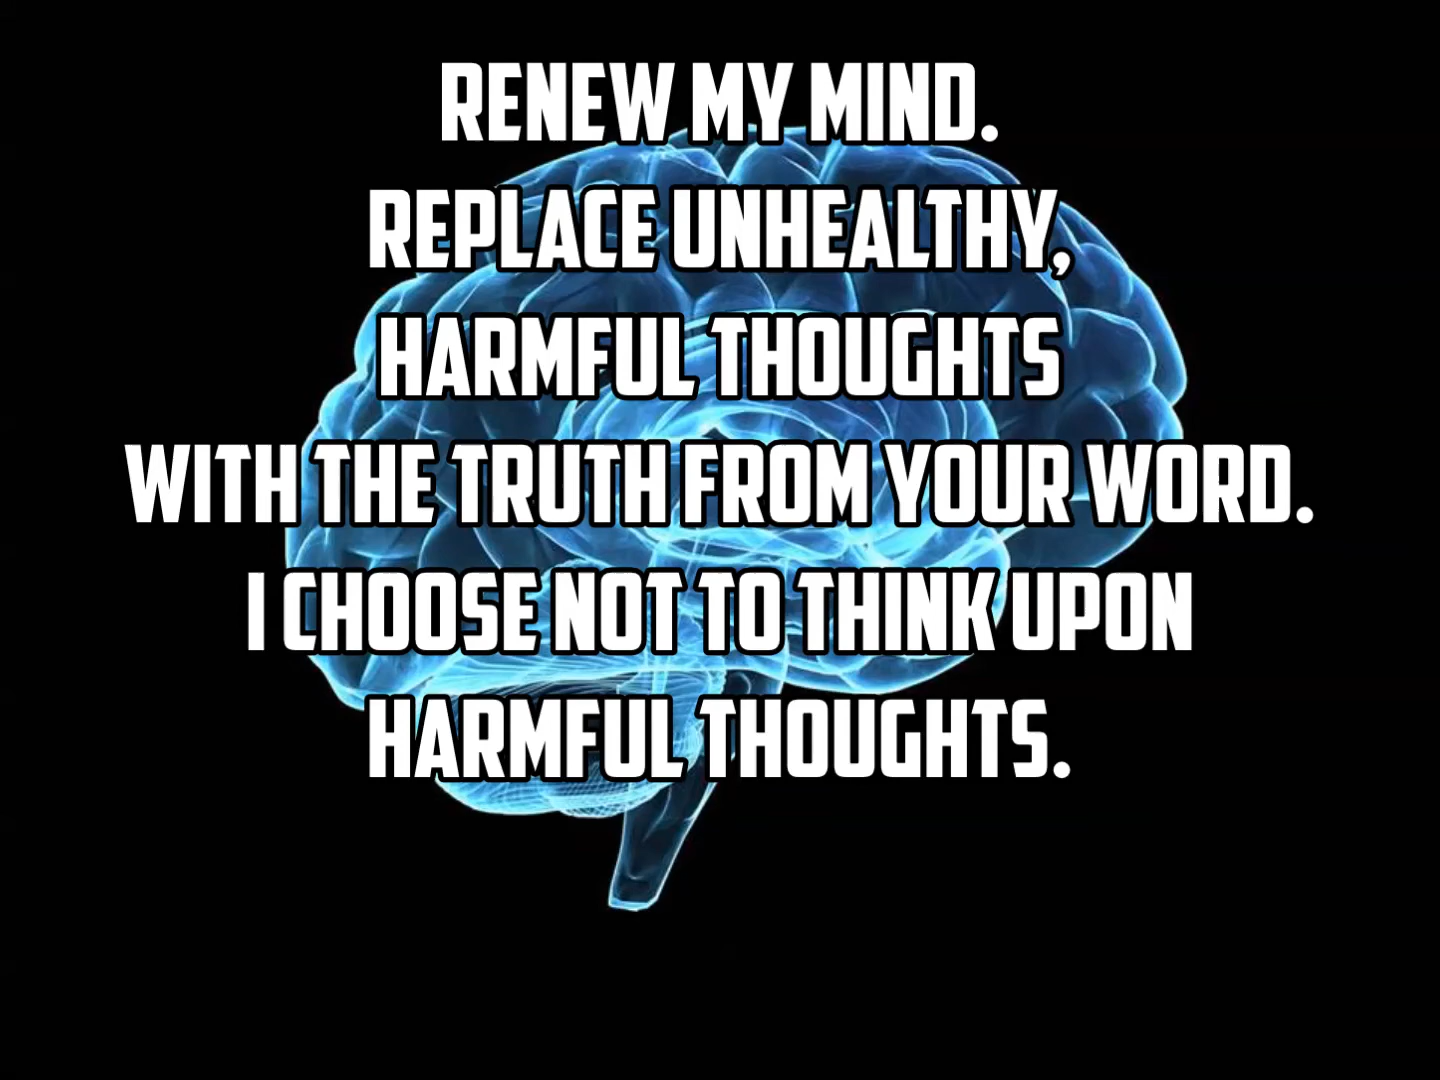 RENEW MY MIND.
REPLACE UNHEALTHY,
HARMFUL THOUGHTS
WITH THE TRUTH FROM YOUR WORD.
I CHOOSE NOT TO THINK UPON
HARMFUL THOUGHTS.